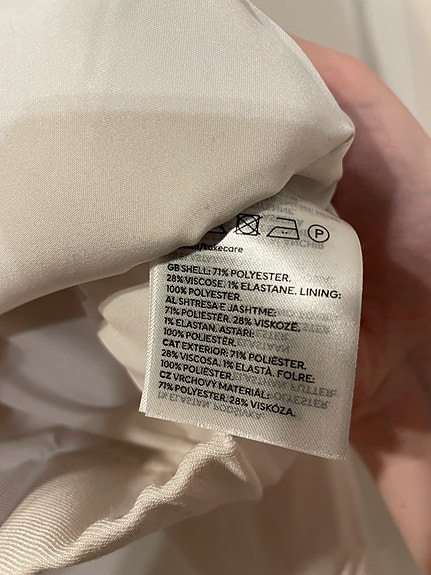 P
/takecare
GB SHELL: 71% POLYESTER.
28% VISCOSE. 1% ELASTANE. LINING:
100% POLYESTER.
AL SHTRESA E JASHTME:
71% POLIESTËR. 28% VISKOZË.
1% ELASTAN. ASTARI:
100% POLIESTËR.
CAT EXTERIOR: 71% POLIÈSTER.
28% VISCOSA. 1% ELASTÀ. FOLRE:
100% POLIÈSTER.
CZ VRCHOVÝ MATERIÁL:
71% POLYESTER. 28% VISKÓZA.